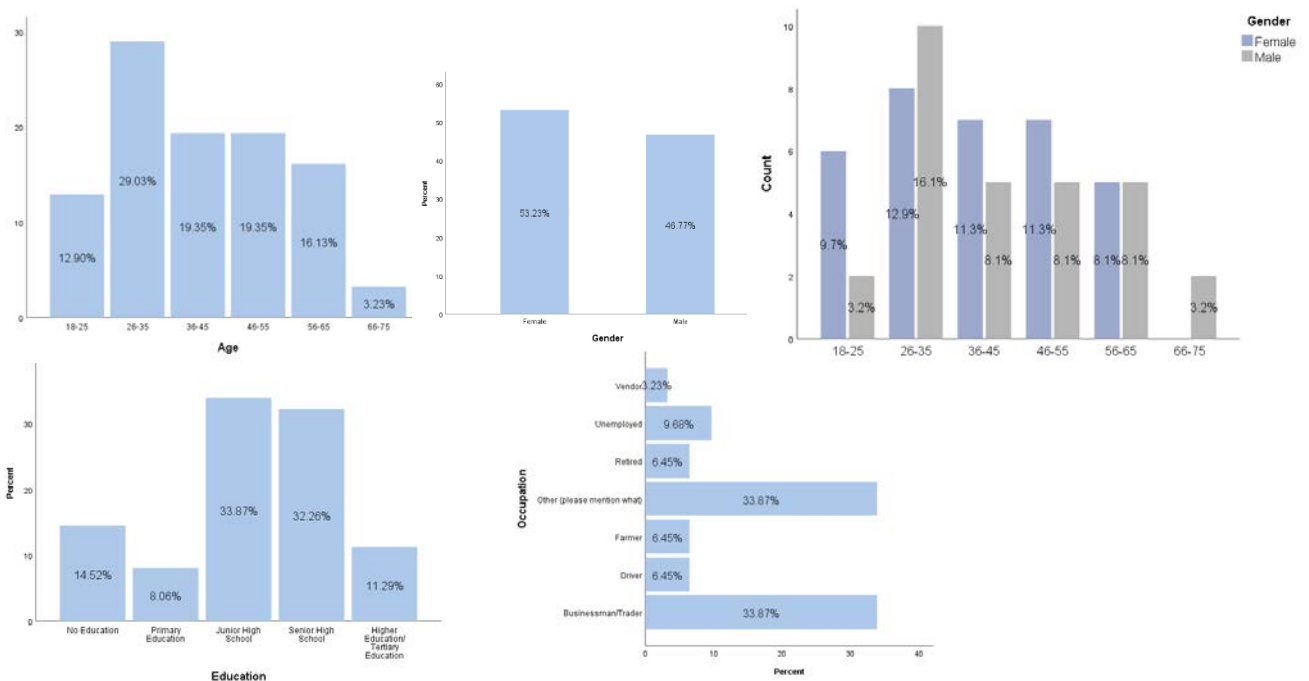 30
20
10
0
29.03%
19.35%
19.35%
16.13%
12.90%
3.23%
18-25
26-35
36-45
46-55
56-65
66-75
Age
Percent
60
50
40
30
20
10
0
53.23%
46.77%
Female
Male
Gender
Gender
Female
Male
Count
10
8
6
4
2
0
9.7%
3.2%
12.9%
16.1%
11.3%
8.1%
11.3%
8.1%
8.1%
8.1%
3.2%
18-25
26-35
36-45
46-55
56-65
66-75
Percent
30
20
10
0
14.52%
8.06%
33.87%
32.26%
11.29%
No Education
Primary
Education
Junior High
School
Senior High
School
Higher
Education/
Tertiary
Education
Education
Occupation
Vendor
3.23%
Unemployed
9.68%
Retired
6.45%
Other (please mention what)
33.87%
Farmer
6.45%
Driver
6.45%
Businessman/Trader
33.87%
0
10
20
30
40
Percent